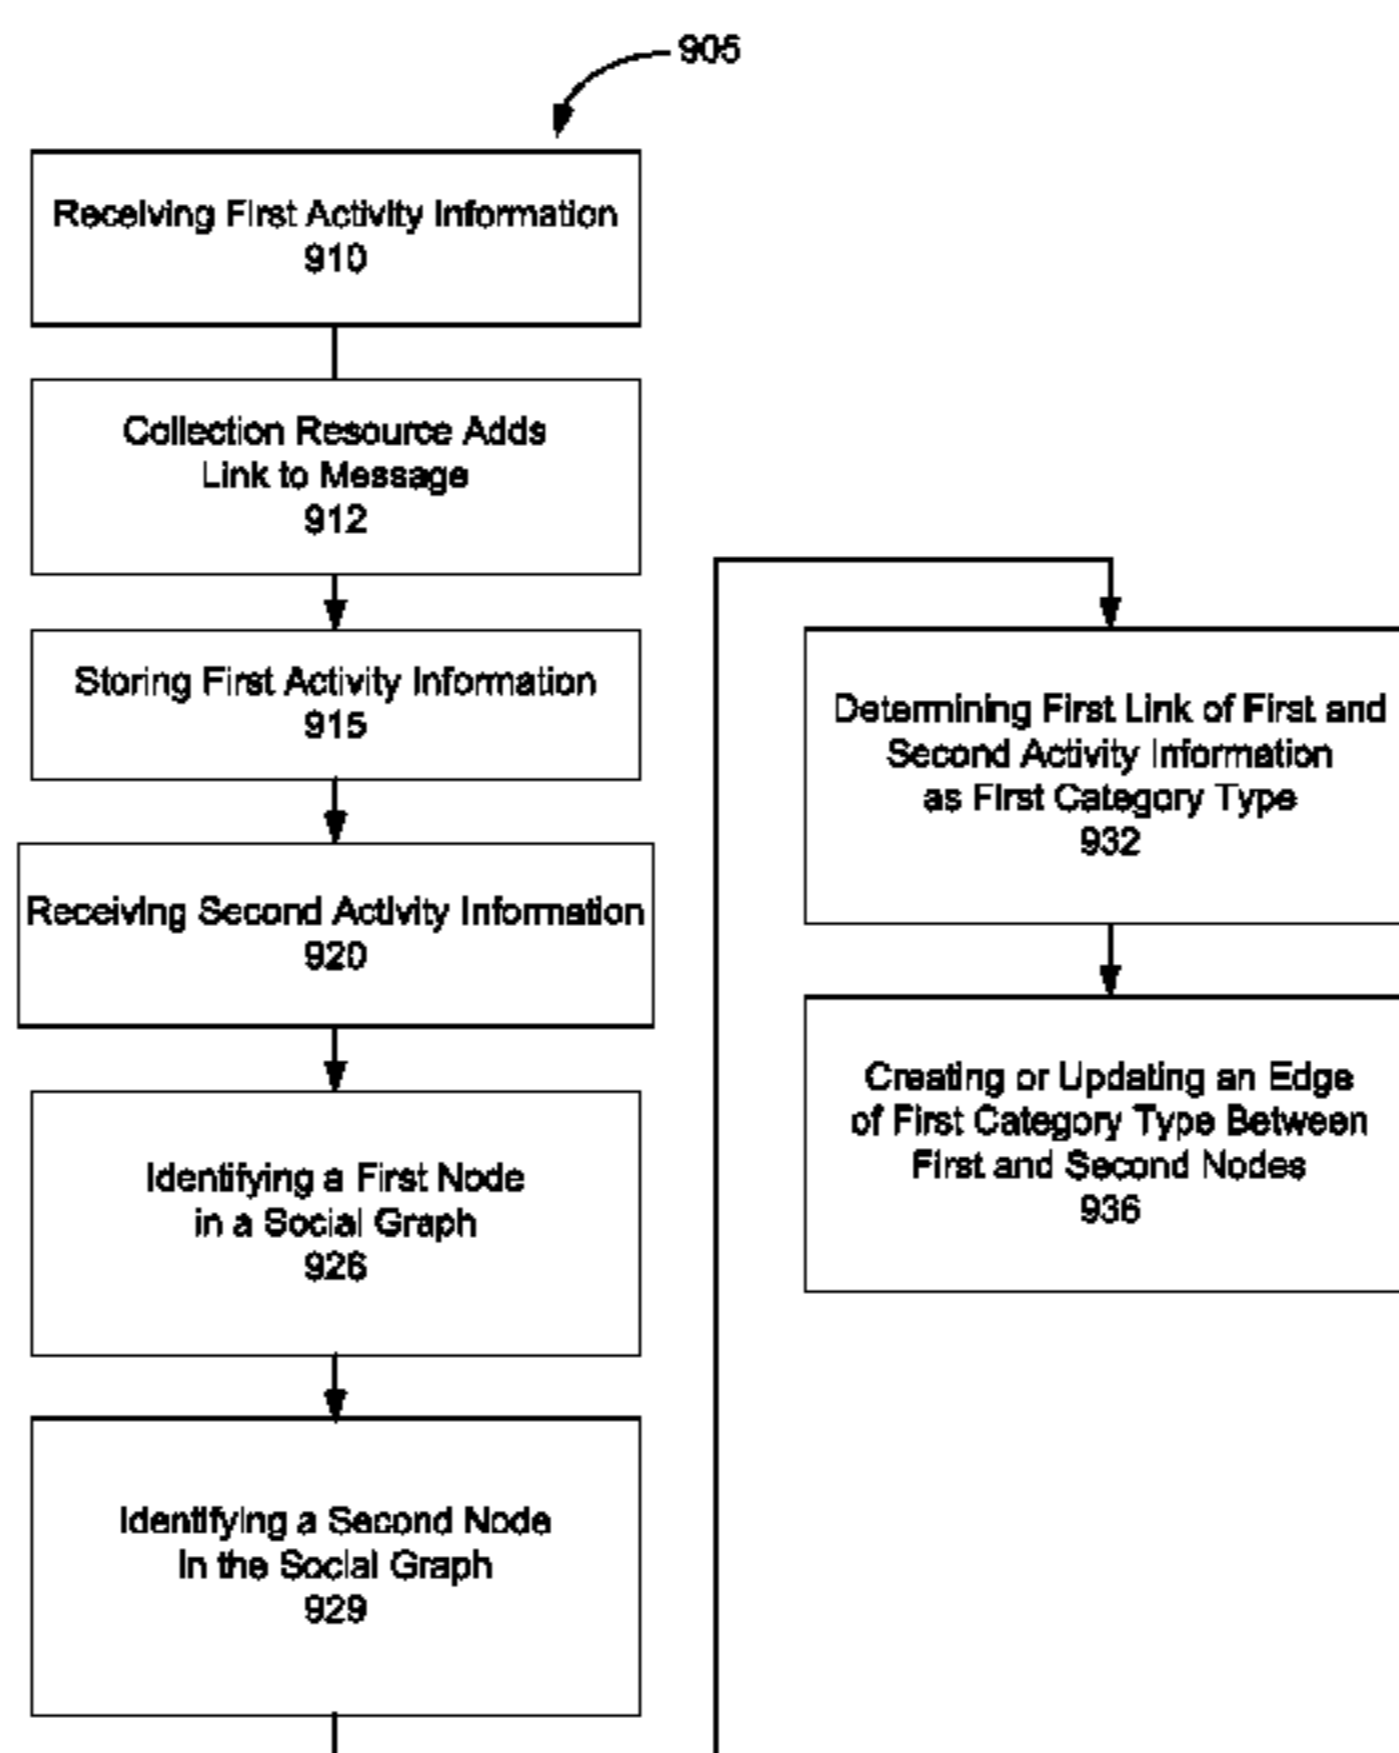 905
Receiving First Activity Information
910
Collection Resource Adds
Link to Message
912
Storing First Activity Information
915
Receiving Second Activity Information
920
Identifying a First Node
in a Social Graph
926
Identifying a Second Node
in the Social Graph
929
Determining First Link of First and
Second Activity Information
as First Category Type
932
Creating or Updating an Edge
of First Category Type Between
First and Second Nodes
936